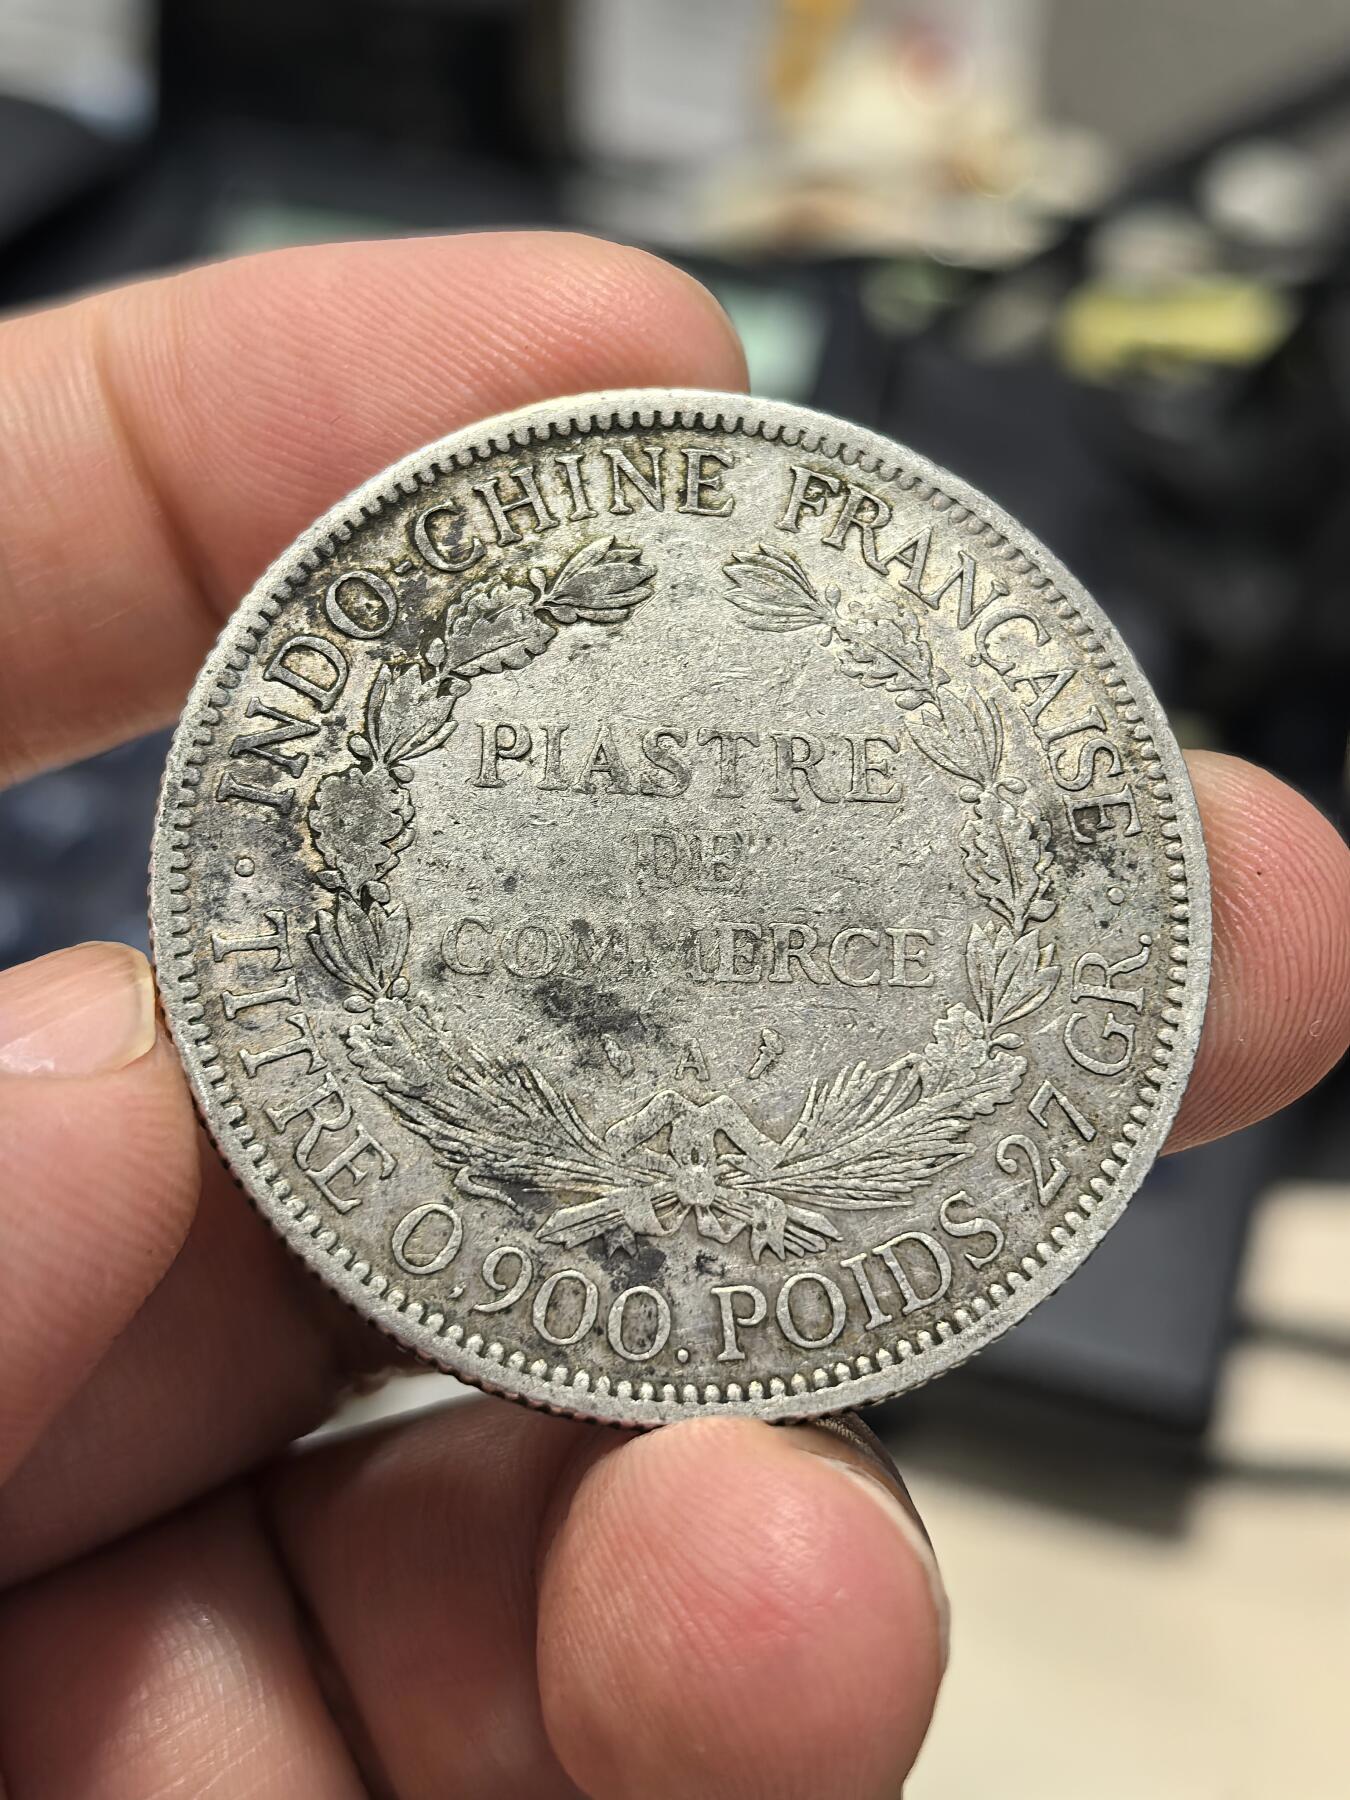 INDO-CHINE FRANÇAISE
PIASTRE
DE
COMMERCE
A
· TITRE 0,900. POIDS 27 GR. ·